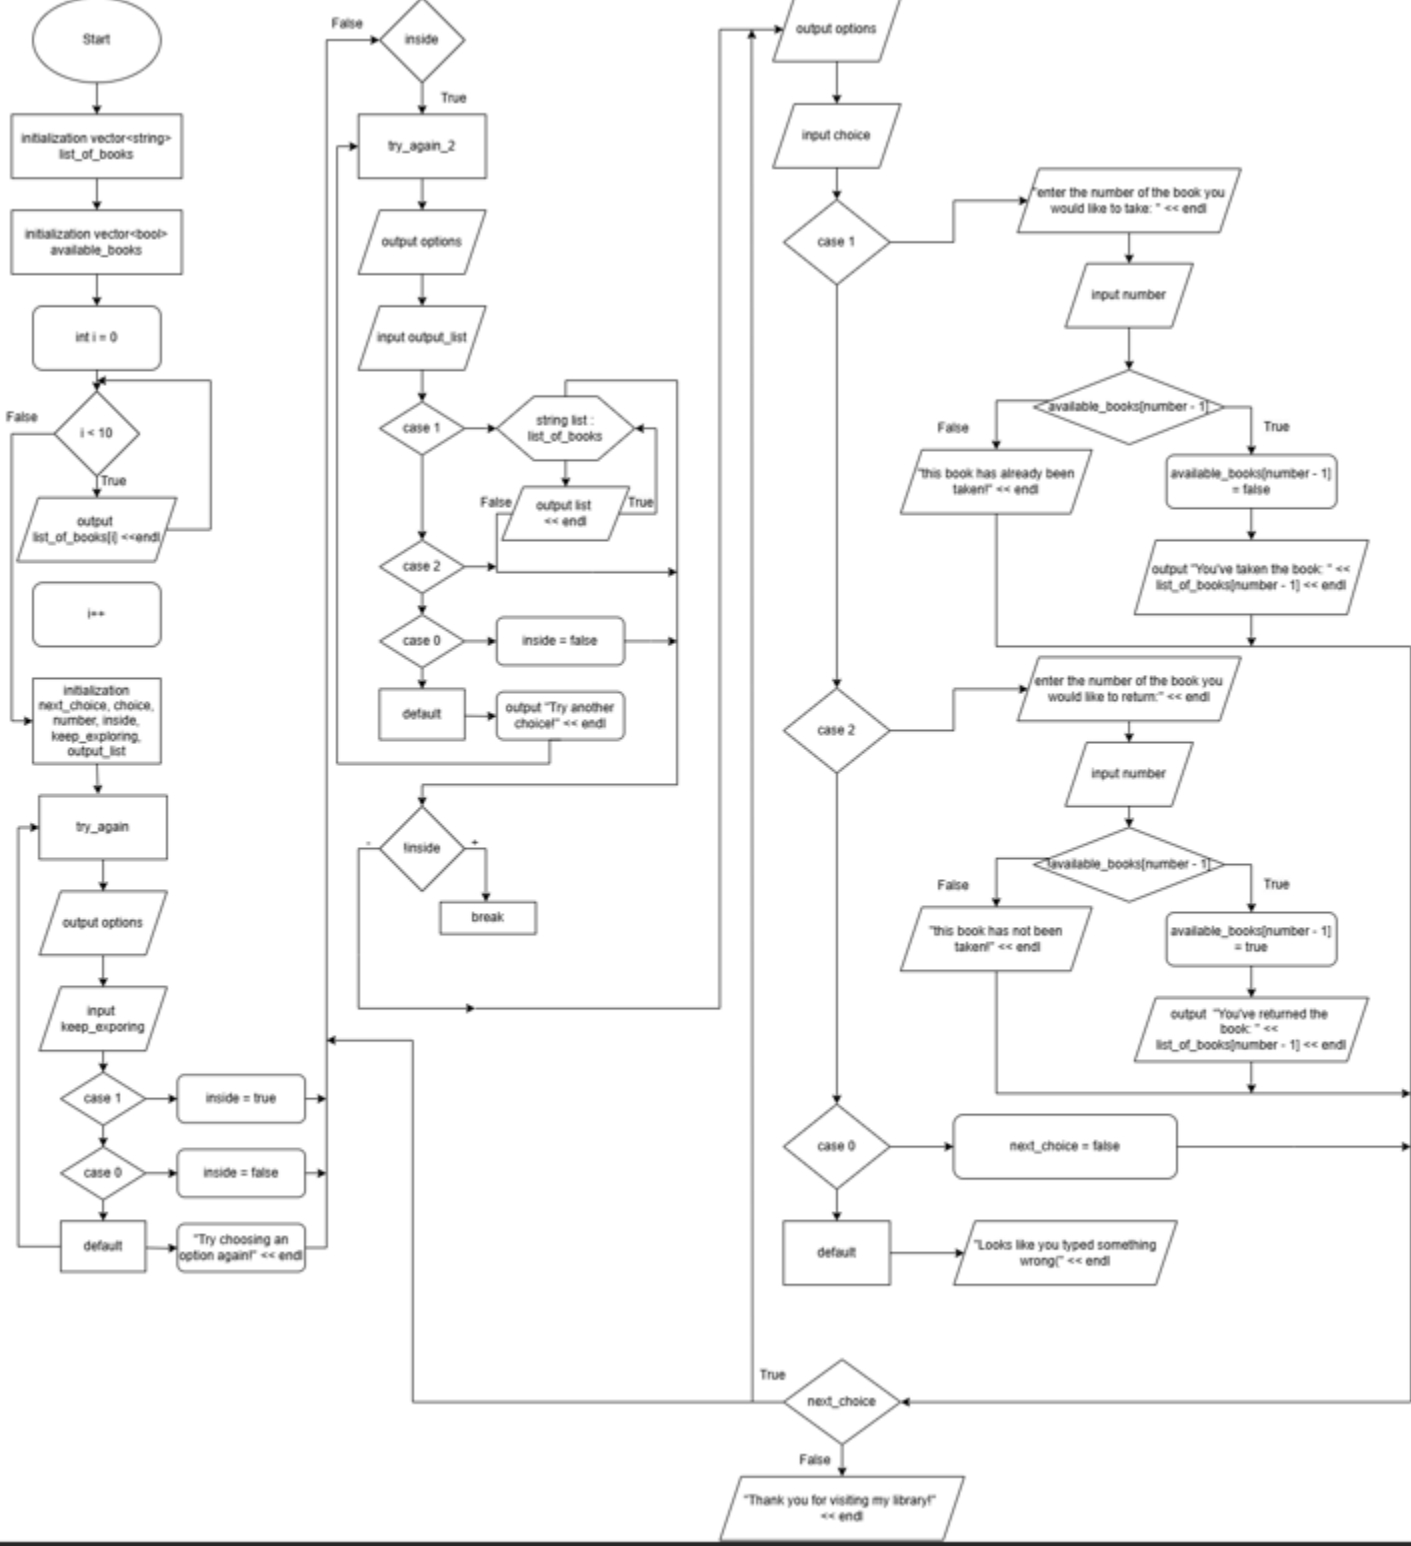 Start
initialization vector<string>
list_of_books
initialization vector<bool>
available_books
int i = 0
False
i < 10
True
output
list_of_books[i] <<endl
i++
initialization
next_choice, choice,
number, inside,
keep_exploring,
output_list
try_again
output options
input
keep_exporing
case 1
inside = true
case 0
inside = false
default
"Try choosing an
option again!" << endl
False
inside
True
try_again_2
output options
input output_list
case 1
string list :
list_of_books
False
output list
<< endl
True
case 2
case 0
inside = false
default
output "Try another
choice!" << endl
-
!inside
+
break
output options
input choice
case 1
"enter the number of the book you
would like to take: " << endl
input number
available_books[number - 1]
False
True
"this book has already been
taken!" << endl
available_books[number - 1]
= false
output "You've taken the book: " <<
list_of_books[number - 1] << endl
case 2
enter the number of the book you
would like to return:" << endl
input number
!available_books[number - 1]
False
True
"this book has not been
taken!" << endl
available_books[number - 1]
= true
output "You've returned the
book: " <<
list_of_books[number - 1] << endl
case 0
next_choice = false
default
"Looks like you typed something
wrong(" << endl
True
next_choice
False
"Thank you for visiting my library!"
<< endl